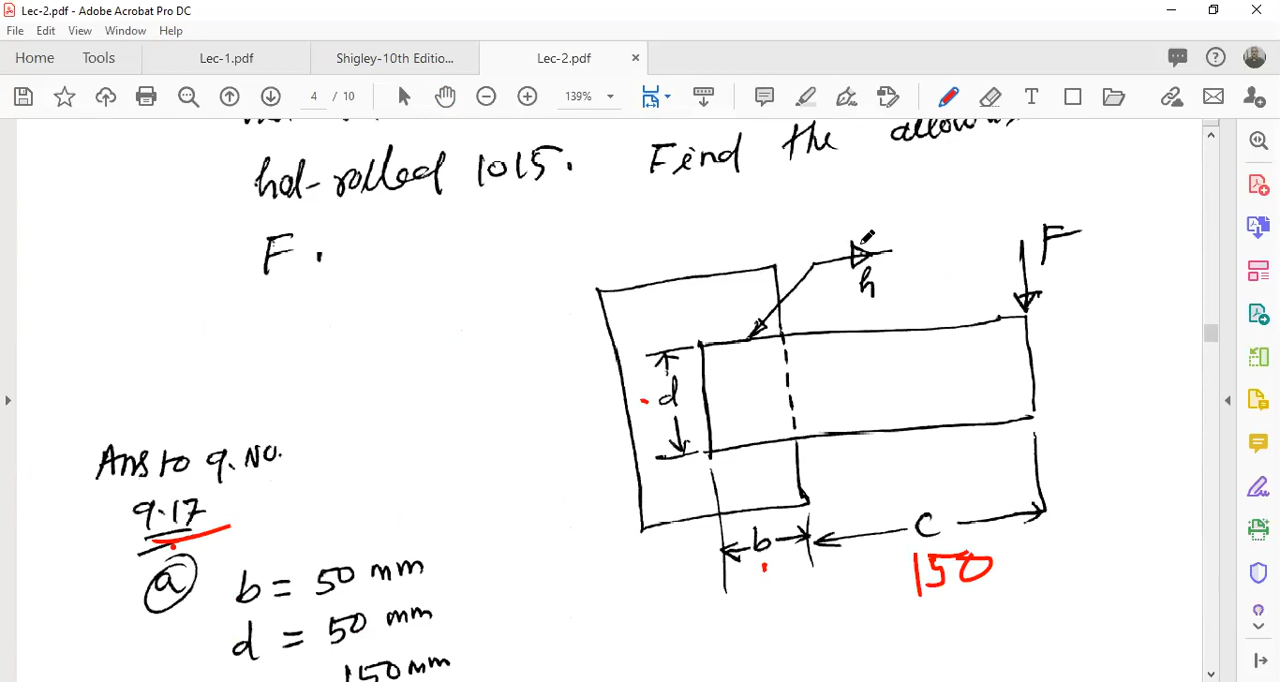 Lec-2.pdf - Adobe Acrobat Pro DC
File Edit View Window Help
Home Tools Lec-1.pdf Shigley-10th Editio... Lec-2.pdf
4 / 10 139%
hot-rolled 1015. Find the
F.
F
h
d
b
c
150
Ans to q. No.
9.17
a
b = 50 mm
d = 50 mm
150 mm